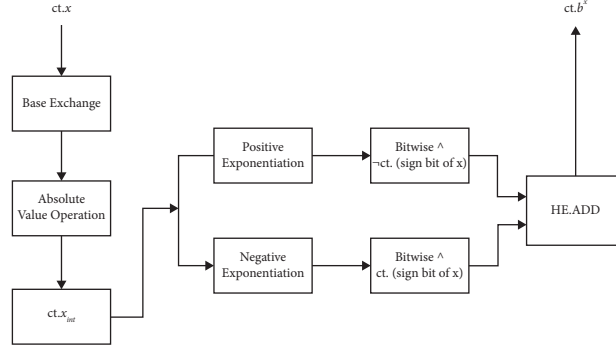 ct.x
Base Exchange
Absolute
Value Operation
ct.x_int
Positive
Exponentiation
Negative
Exponentiation
Bitwise ^
¬ct. (sign bit of x)
Bitwise ^
ct. (sign bit of x)
HE.ADD
ct.b^x